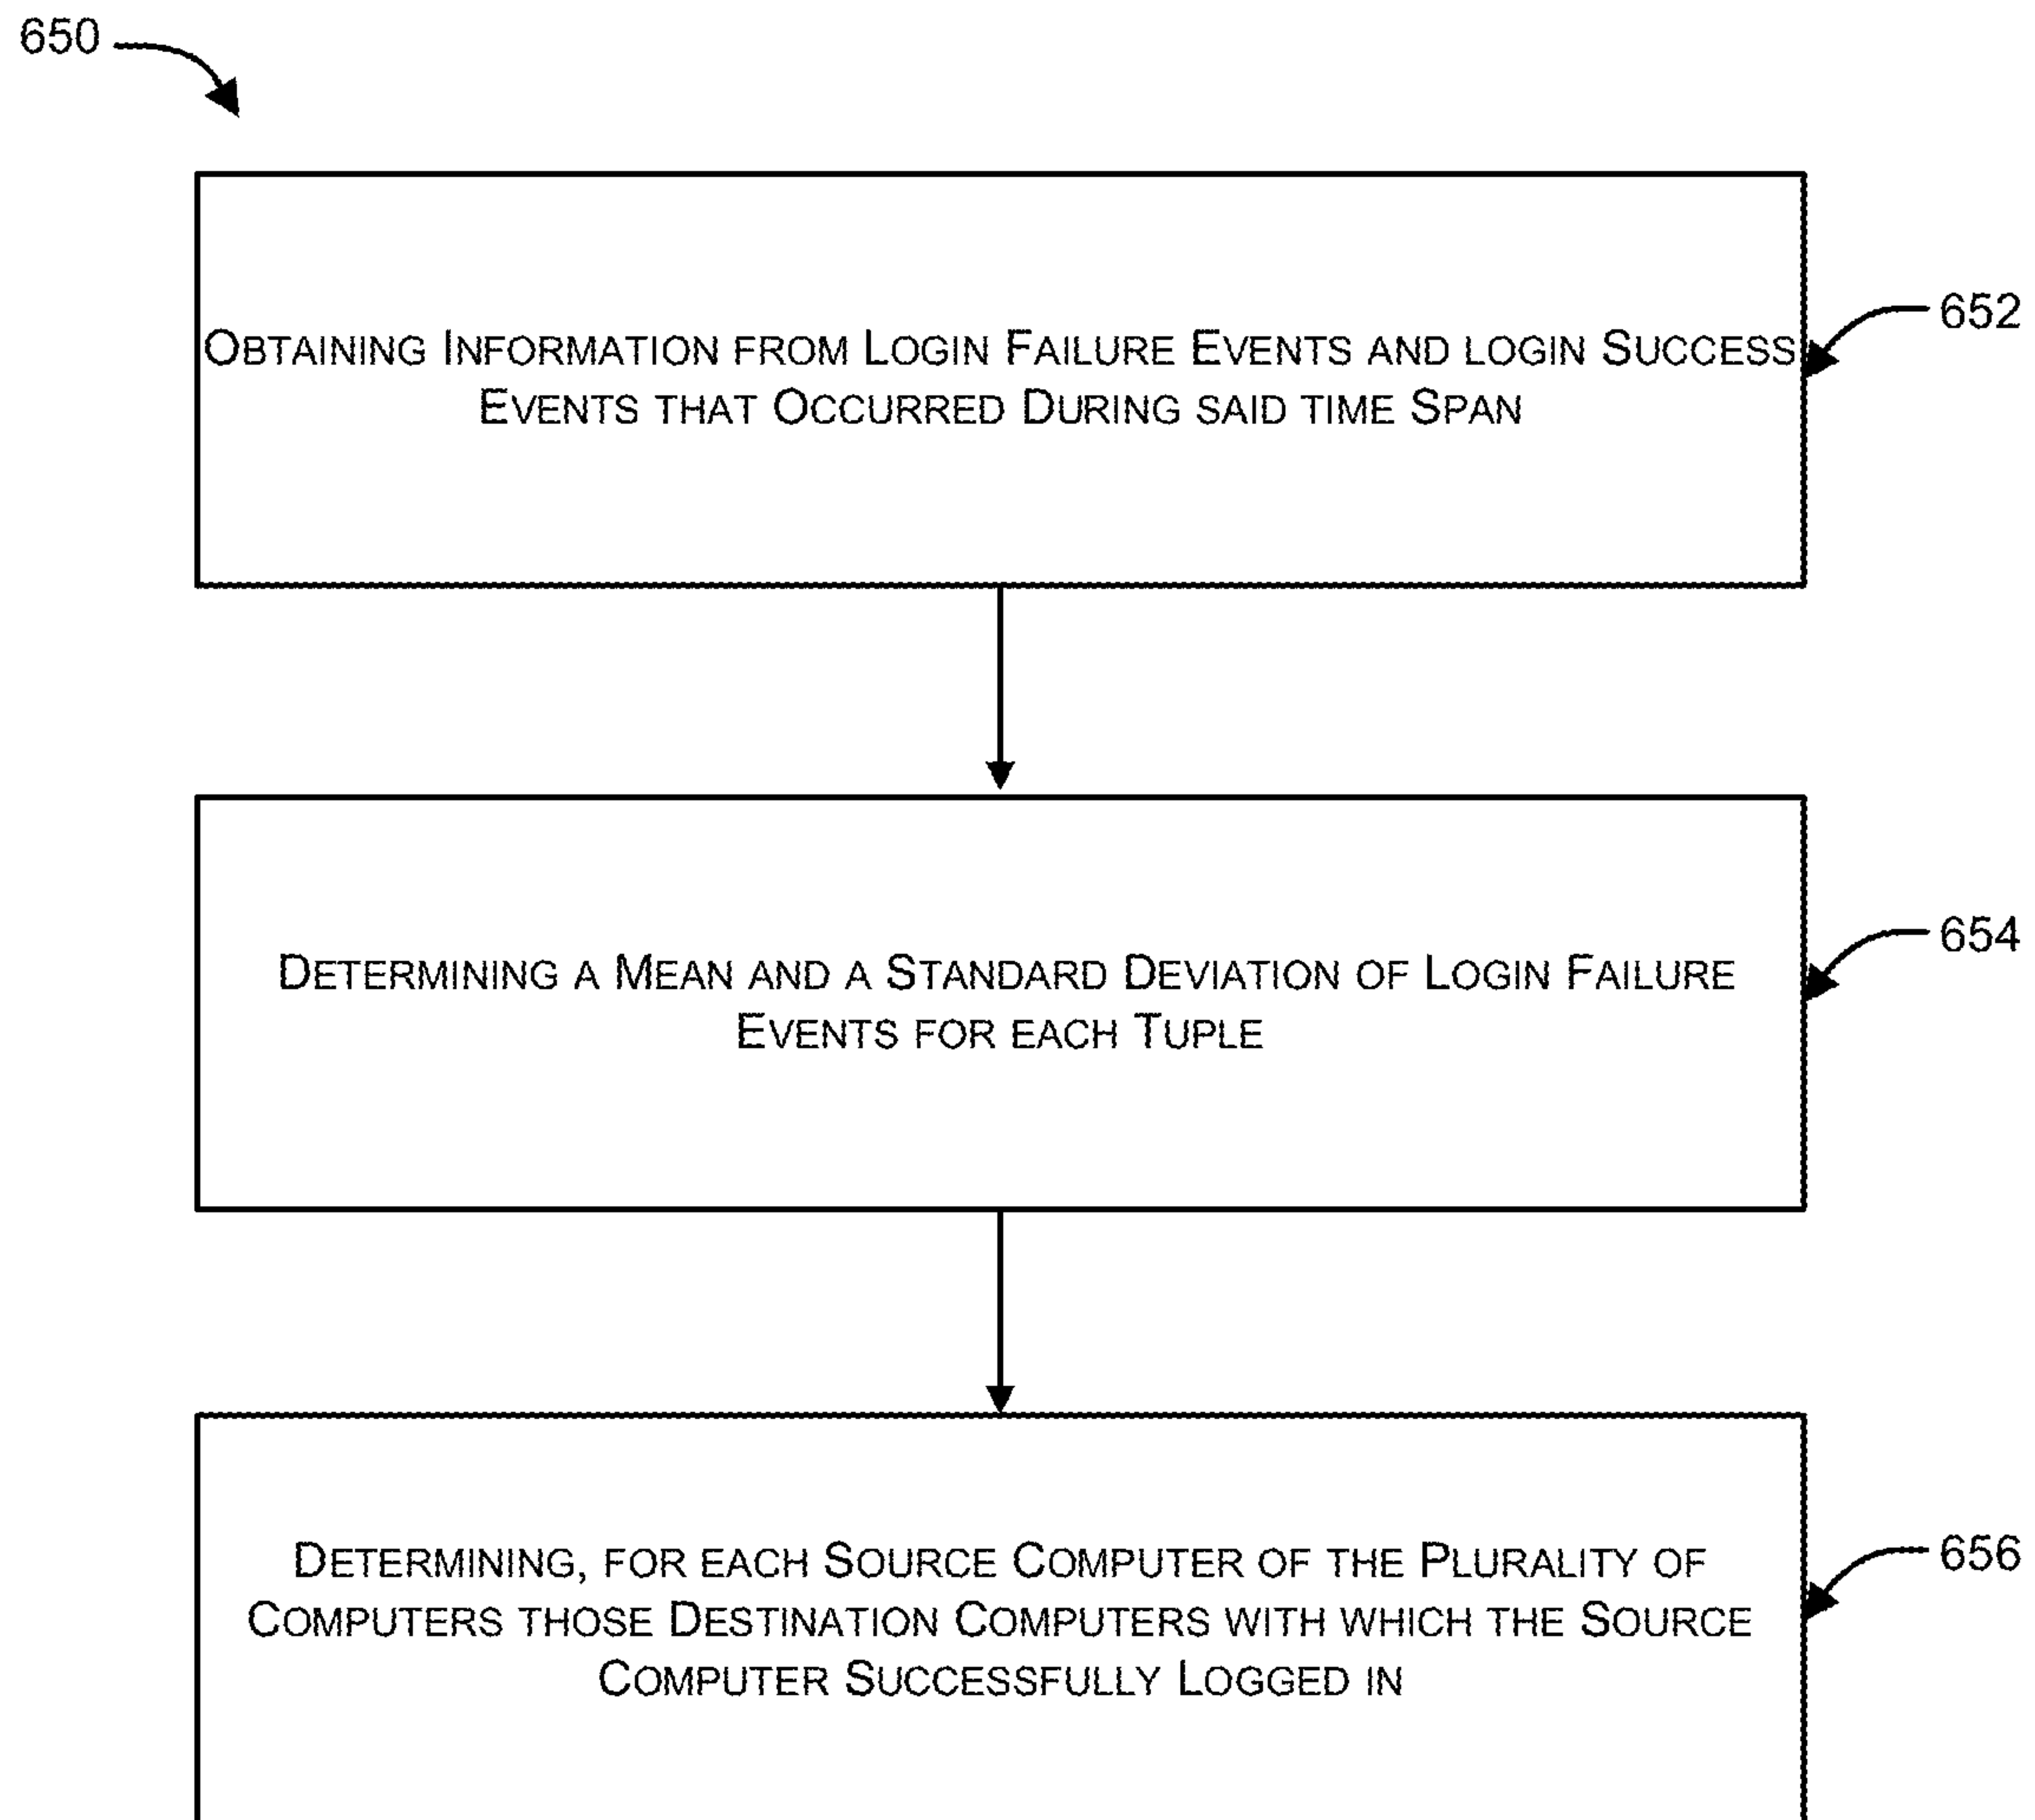 650
OBTAINING INFORMATION FROM LOGIN FAILURE EVENTS AND LOGIN SUCCESS
EVENTS THAT OCCURRED DURING SAID TIME SPAN
652
DETERMINING A MEAN AND A STANDARD DEVIATION OF LOGIN FAILURE
EVENTS FOR EACH TUPLE
654
DETERMINING, FOR EACH SOURCE COMPUTER OF THE PLURALITY OF
COMPUTERS THOSE DESTINATION COMPUTERS WITH WHICH THE SOURCE
COMPUTER SUCCESSFULLY LOGGED IN
656